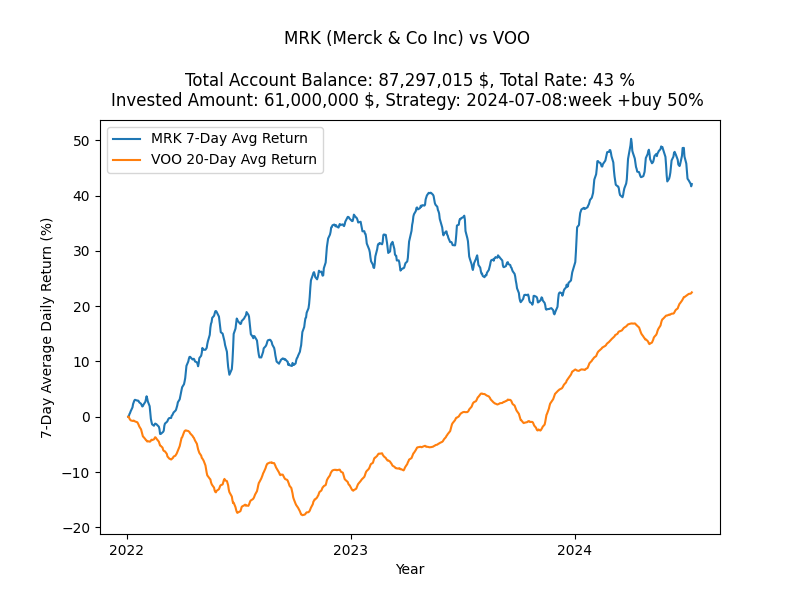 MRK (Merck & Co Inc) vs VOO
Total Account Balance: 87,297,015 $, Total Rate: 43 %
Invested Amount: 61,000,000 $, Strategy: 2024-07-08:week +buy 50%
MRK 7-Day Avg Return
VOO 20-Day Avg Return
7-Day Average Daily Return (%)
50
40
30
20
10
0
−10
−20
2022
2023
2024
Year